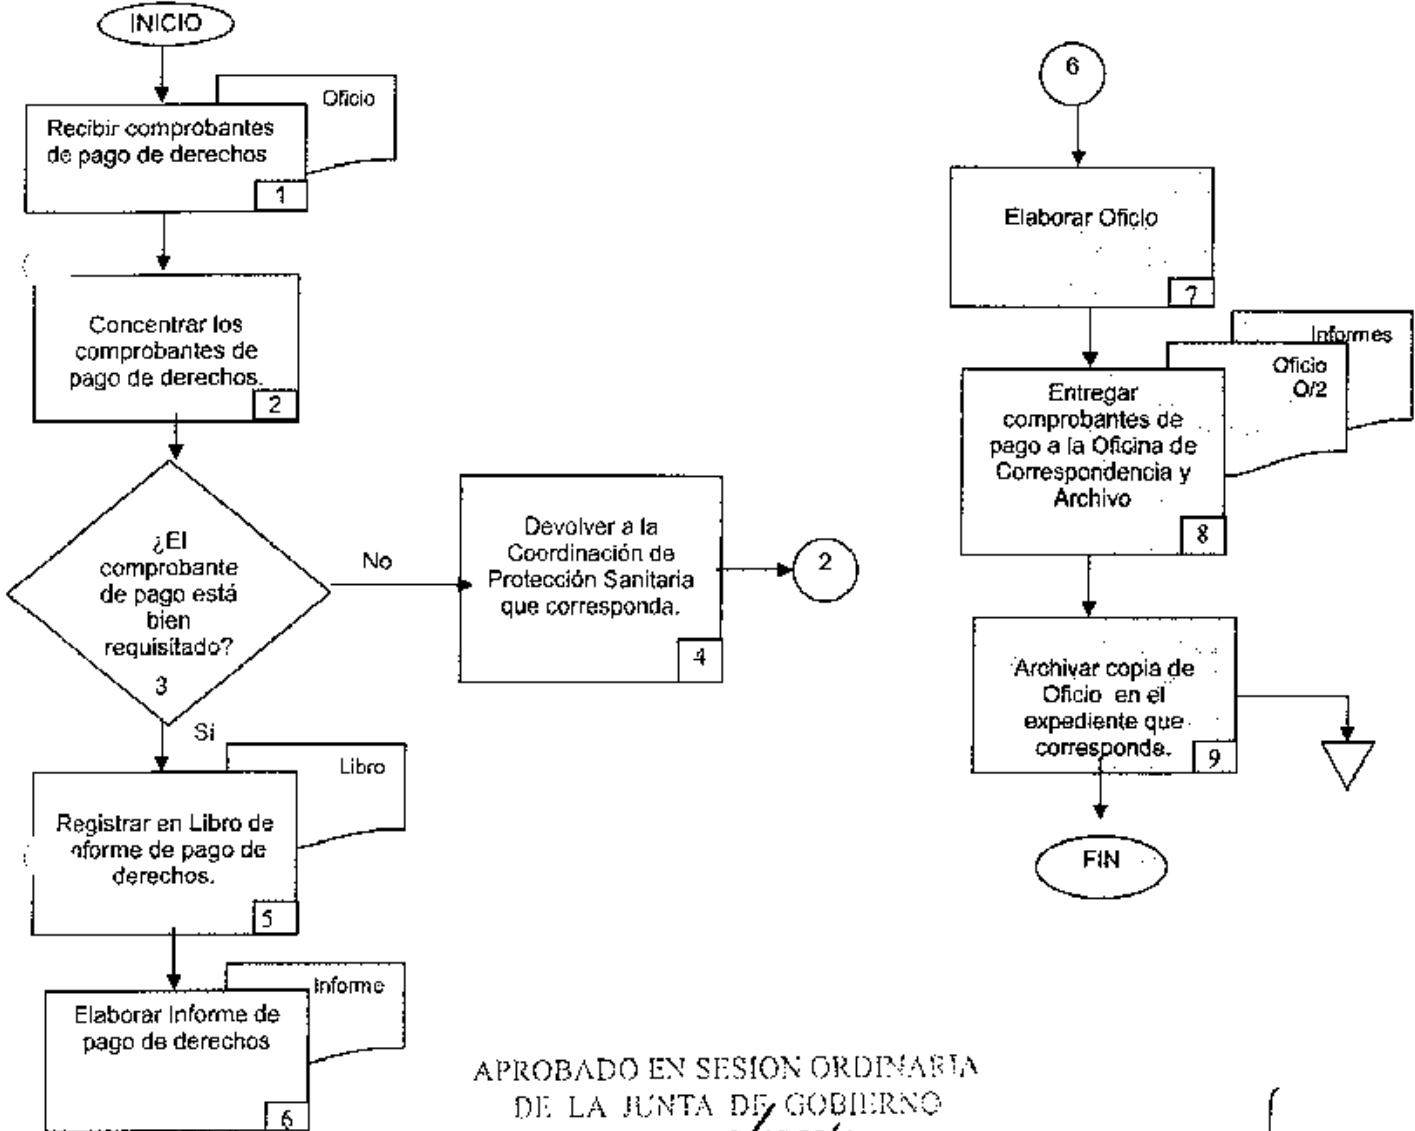 INICIO
Oficio
Recibir comprobantes
de pago de derechos
1
Concentrar los
comprobantes de
pago de derechos.
2
¿El
comprobante
de pago está
bien
requisitado?
3
No
Sí
Devolver a la
Coordinación de
Protección Sanitaria
que corresponda.
4
2
Libro
Registrar en Libro de
nforme de pago de
derechos.
5
Informe
Elaborar Informe de
pago de derechos
6
6
Elaborar Oficio
7
Informes
Oficio
O/2
Entregar
comprobantes de
pago a la Oficina de
Correspondencia y
Archivo
8
Archivar copia de
Oficio en el
expediente que
corresponda.
9
FIN
APROBADO EN SESION ORDINARIA
DE LA JUNTA DE GOBIERNO